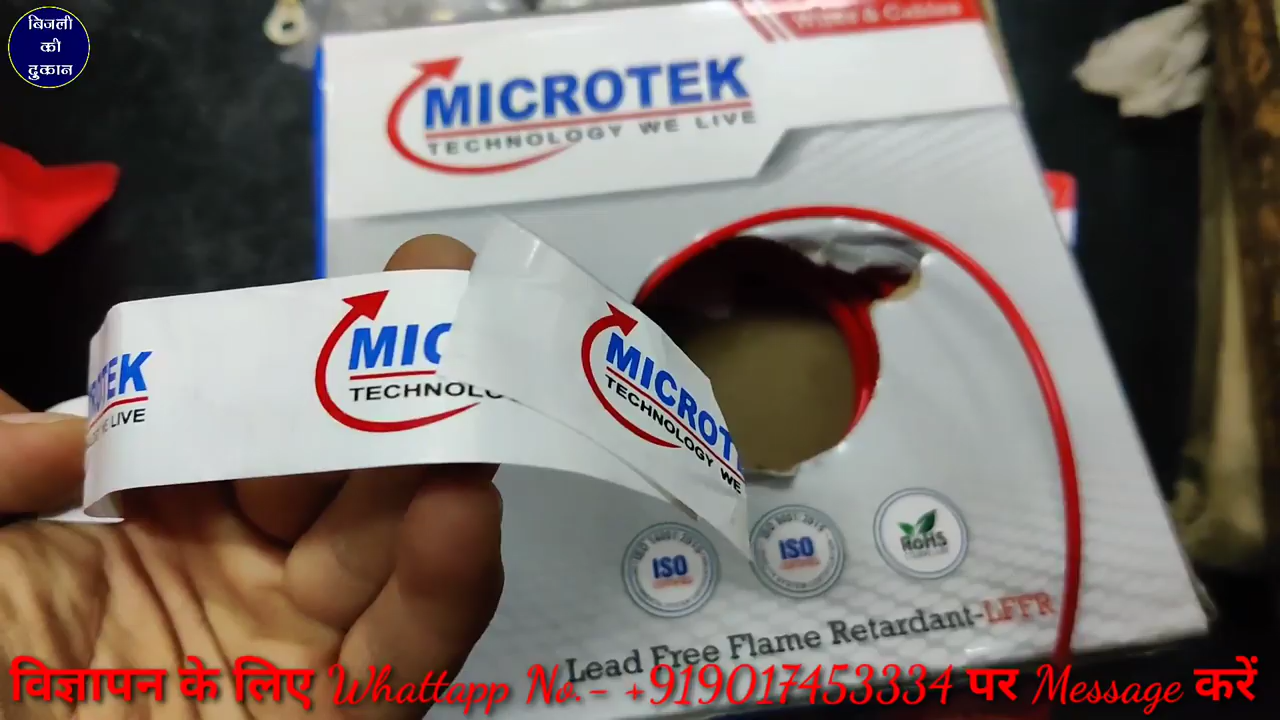 बिजली
की
दुकान
Wires & Cables
MICROTEK
TECHNOLOGY WE LIVE
ROTEK
WE LIVE
MIC
TECHNOLO
MICROT
TECHNOLOGY WE
ISO
ISO
RoHS
Lead Free Flame Retardant-LFFR
विज्ञापन के लिए Whattapp No.- +919017453334 पर Message करें